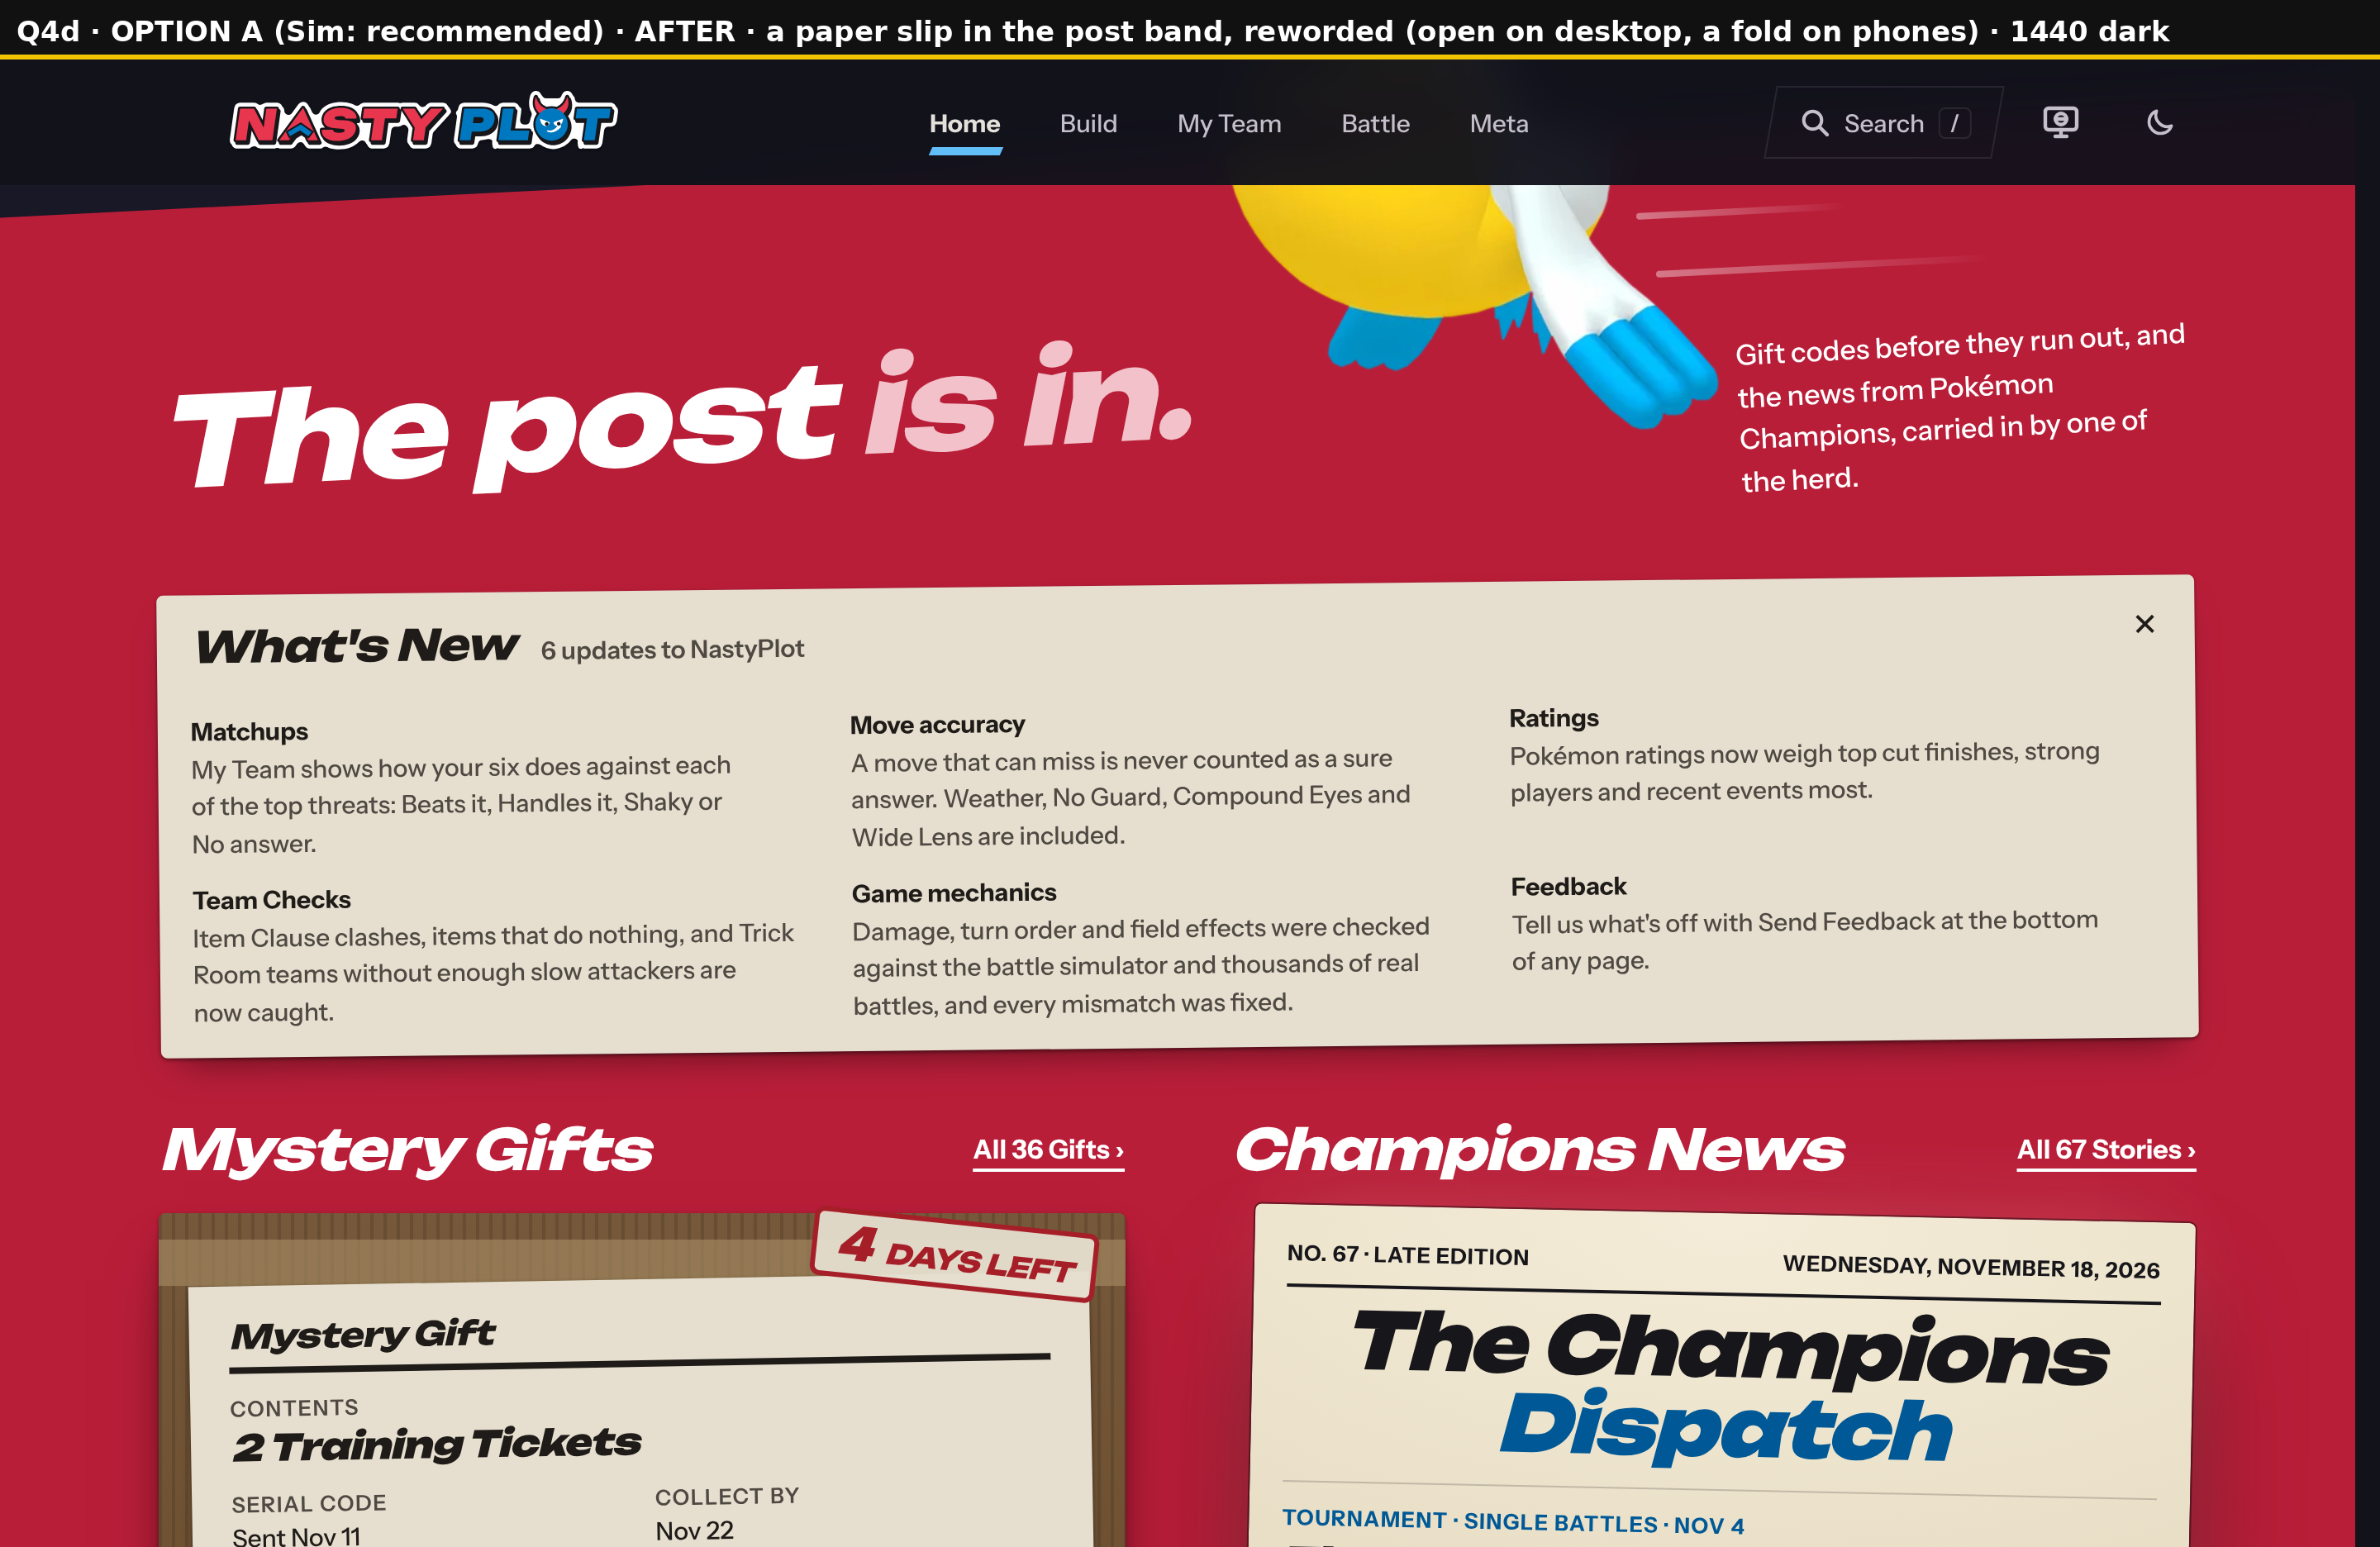 Q4d · OPTION A (Sim: recommended) · AFTER · a paper slip in the post band, reworded (open on desktop, a fold on phones) · 1440 dark
NASTY PLOT
Home
Build
My Team
Battle
Meta
Search /
The post is in.
Gift codes before they run out, and
the news from Pokémon
Champions, carried in by one of
the herd.
What's New
6 updates to NastyPlot
×
Matchups
My Team shows how your six does against each
of the top threats: Beats it, Handles it, Shaky or
No answer.
Move accuracy
A move that can miss is never counted as a sure
answer. Weather, No Guard, Compound Eyes and
Wide Lens are included.
Ratings
Pokémon ratings now weigh top cut finishes, strong
players and recent events most.
Team Checks
Item Clause clashes, items that do nothing, and Trick
Room teams without enough slow attackers are
now caught.
Game mechanics
Damage, turn order and field effects were checked
against the battle simulator and thousands of real
battles, and every mismatch was fixed.
Feedback
Tell us what's off with Send Feedback at the bottom
of any page.
Mystery Gifts
All 36 Gifts ›
4 DAYS LEFT
Mystery Gift
CONTENTS
2 Training Tickets
SERIAL CODE
Sent Nov 11
COLLECT BY
Nov 22
Champions News
All 67 Stories ›
NO. 67 · LATE EDITION
WEDNESDAY, NOVEMBER 18, 2026
The Champions
Dispatch
TOURNAMENT · SINGLE BATTLES · NOV 4